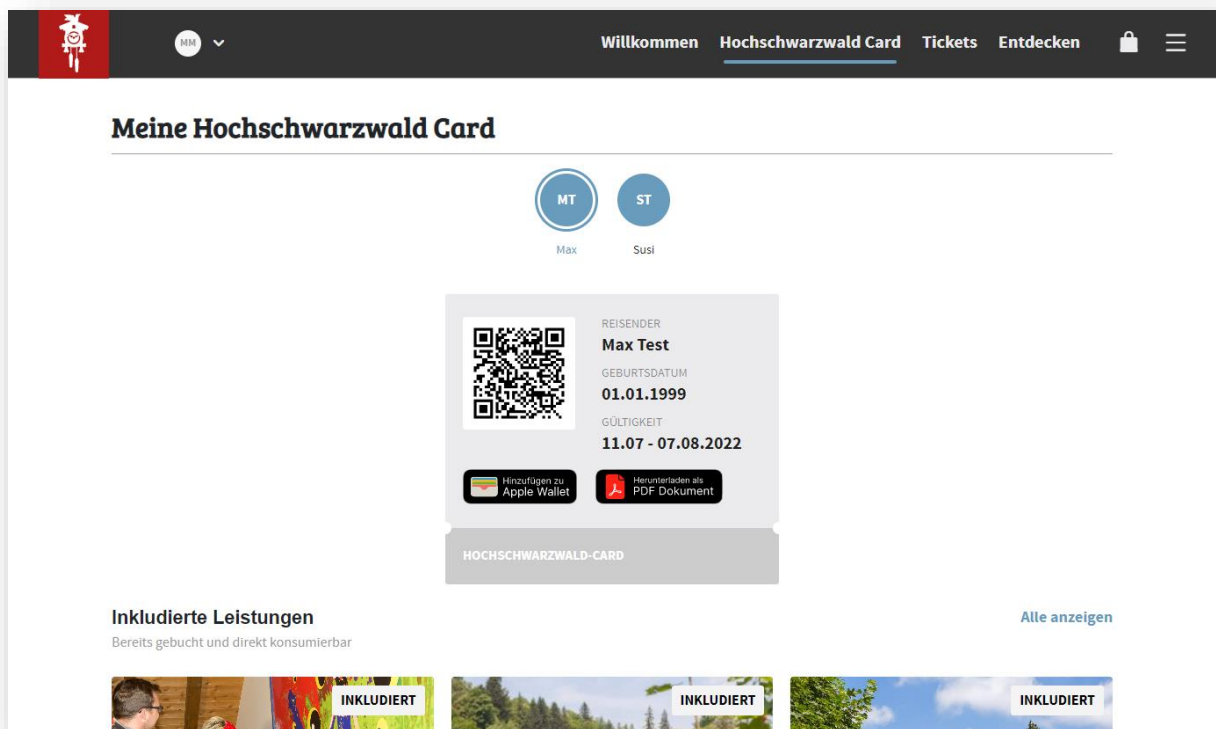 MM
Willkommen Hochschwarzwald Card Tickets Entdecken
Meine Hochschwarzwald Card
MT ST
Max Susi
REISENDER
Max Test
GEBURTSDATUM
01.01.1999
GÜLTIGKEIT
11.07 - 07.08.2022
Hinzufügen zu
Apple Wallet
Herunterladen als
PDF Dokument
HOCHSCHWARZWALD-CARD
Inkludierte Leistungen Alle anzeigen
Bereits gebucht und direkt konsumierbar
INKLUDIERT INKLUDIERT INKLUDIERT